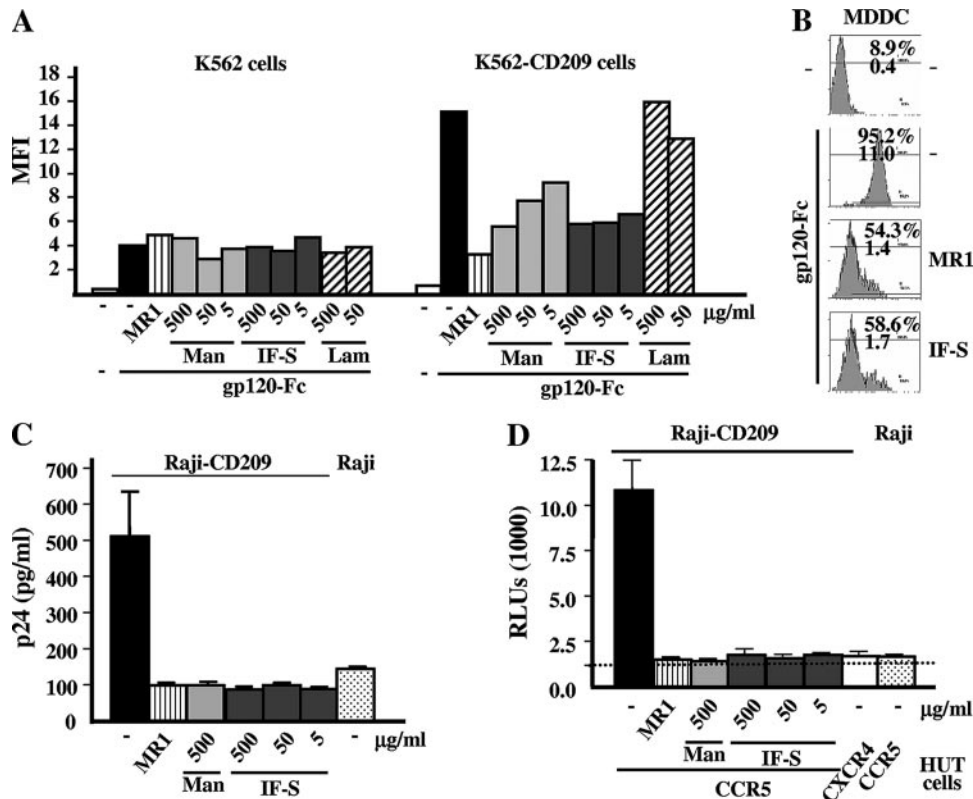 A
K562 cells
K562-CD209 cells
MFI
18
16
14
12
10
8
6
4
2
- - MR1 500 50 5 500 50 5 500 50
- - MR1 500 50 5 500 50 5 500 50 µg/ml
Man IF-S Lam
Man IF-S Lam
- gp120-Fc
- gp120-Fc
B
MDDC
- 8.9% -
0.4
gp120-Fc
95.2% -
11.0
54.3% MR1
1.4
58.6% IF-S
1.7
C
Raji-CD209 Raji
p24 (pg/ml)
700
600
500
400
300
200
100
0
- MR1 500 500 50 5 - µg/ml
Man IF-S
D
Raji-CD209 Raji
RLUs (1000)
12.5
10.0
7.5
5.0
2.5
0.0
- MR1 500 500 50 5 - - µg/ml
Man IF-S
CCR5 CXCR4 CCR5 HUT
cells